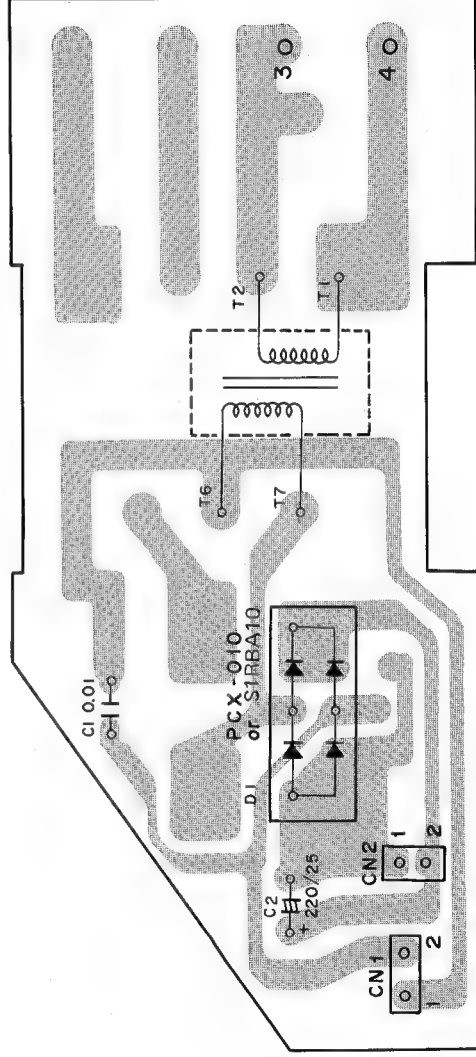 3
4
T2
T1
T6
T7
C1 0.01
PCX-010
or S1RBA10
D1
C2
+ 220/25
CN2
1
2
CN1
1
2